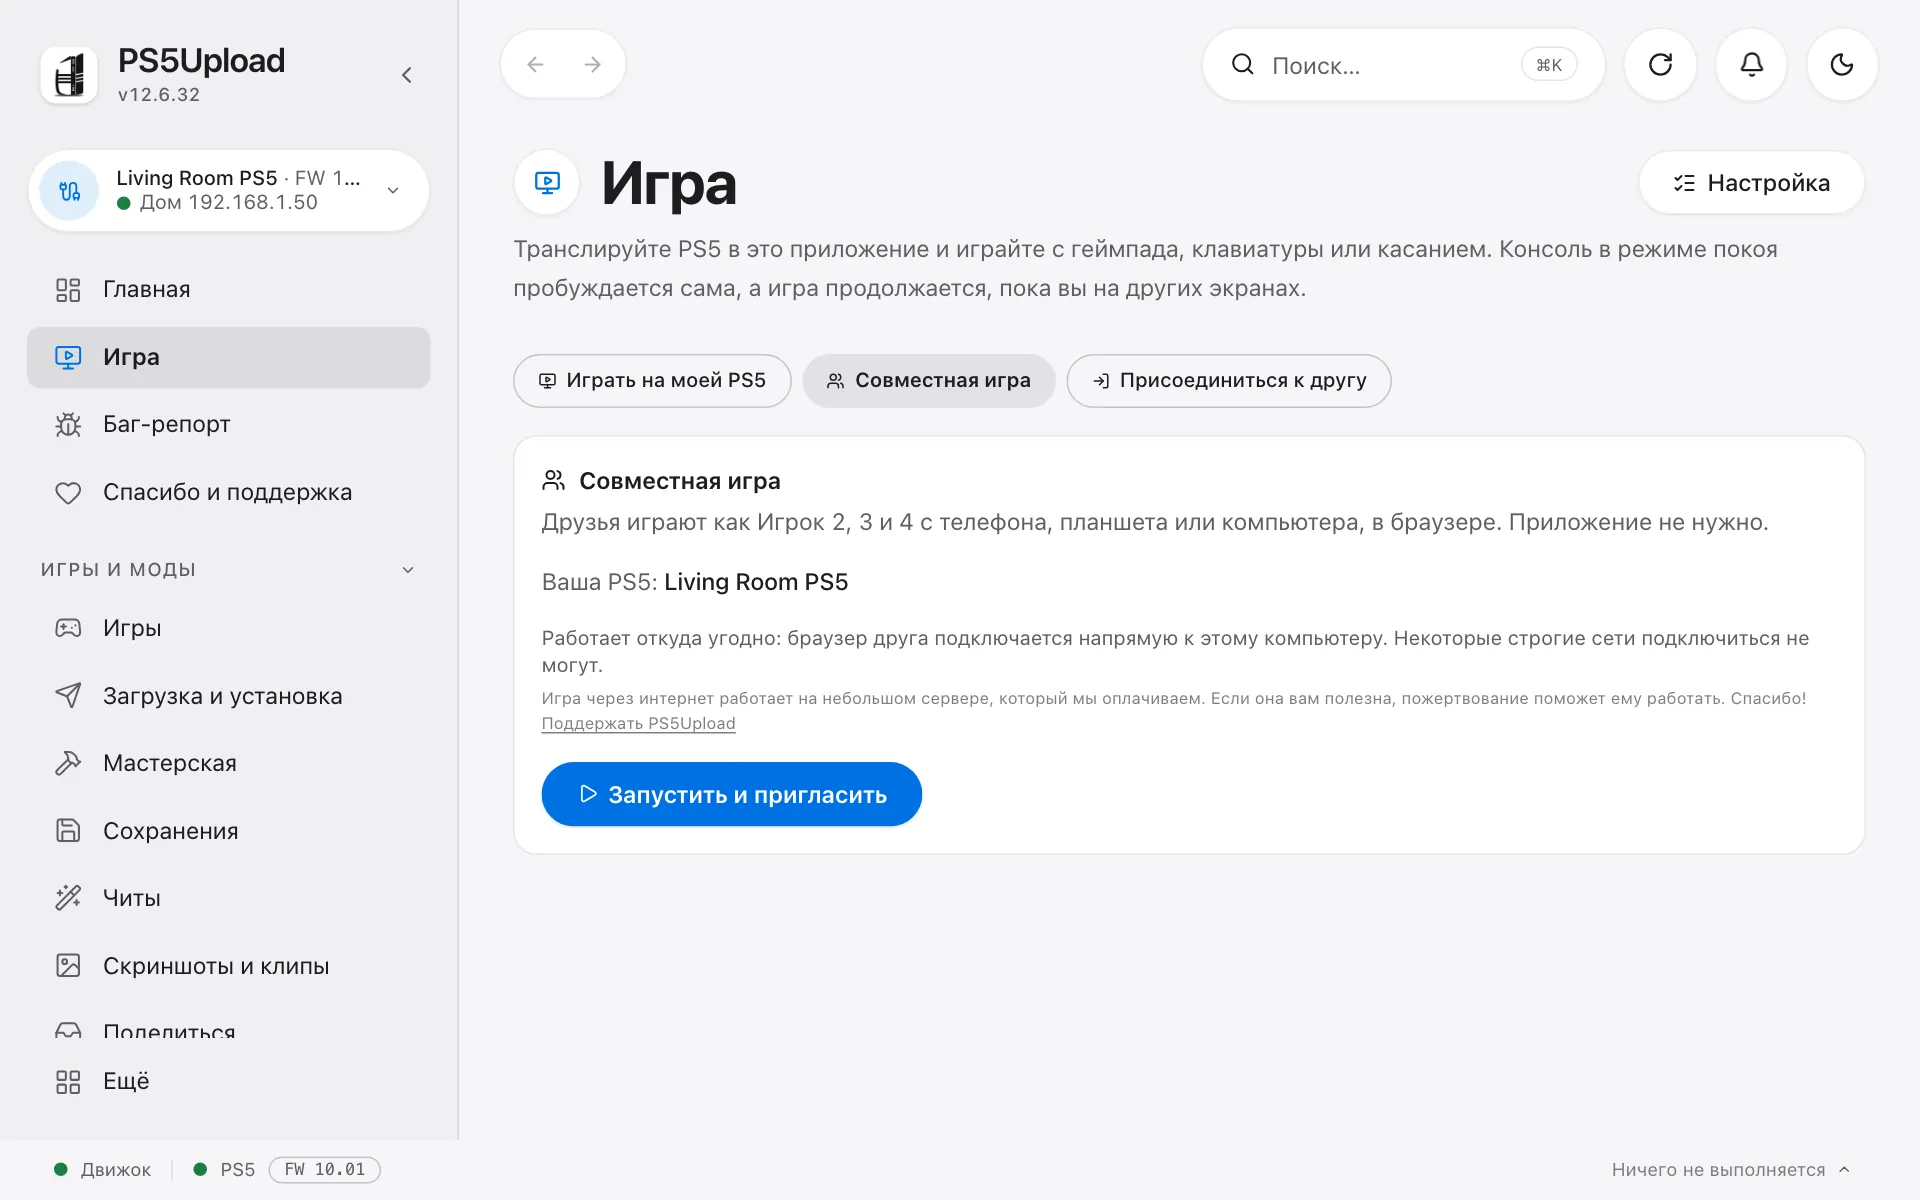 PS5Upload
v12.6.32
Living Room PS5 · FW 1...
Дом 192.168.1.50
Главная
Игра
Баг-репорт
Спасибо и поддержка
ИГРЫ И МОДЫ
Игры
Загрузка и установка
Мастерская
Сохранения
Читы
Скриншоты и клипы
Поделиться
Ещё
Поиск...
⌘K
Игра
Настройка
Транслируйте PS5 в это приложение и играйте с геймпада, клавиатуры или касанием. Консоль в режиме покоя
пробуждается сама, а игра продолжается, пока вы на других экранах.
Играть на моей PS5
Совместная игра
Присоединиться к другу
Совместная игра
Друзья играют как Игрок 2, 3 и 4 с телефона, планшета или компьютера, в браузере. Приложение не нужно.
Ваша PS5: Living Room PS5
Работает откуда угодно: браузер друга подключается напрямую к этому компьютеру. Некоторые строгие сети подключиться не
могут.
Игра через интернет работает на небольшом сервере, который мы оплачиваем. Если она вам полезна, пожертвование поможет ему работать. Спасибо!
Поддержать PS5Upload
Запустить и пригласить
Движок
PS5
FW 10.01
Ничего не выполняется